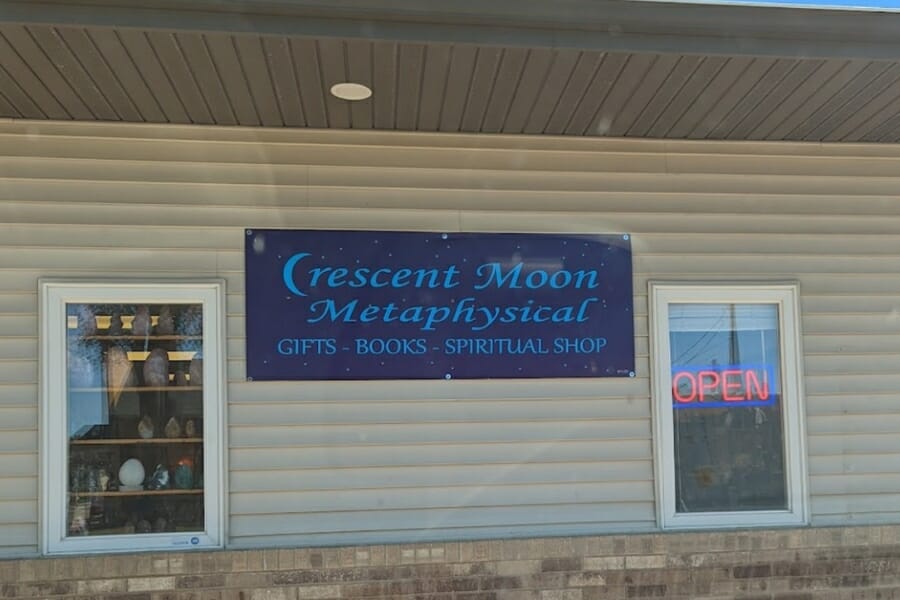 Crescent Moon
Metaphysical
GIFTS - BOOKS - SPIRITUAL SHOP
OPEN